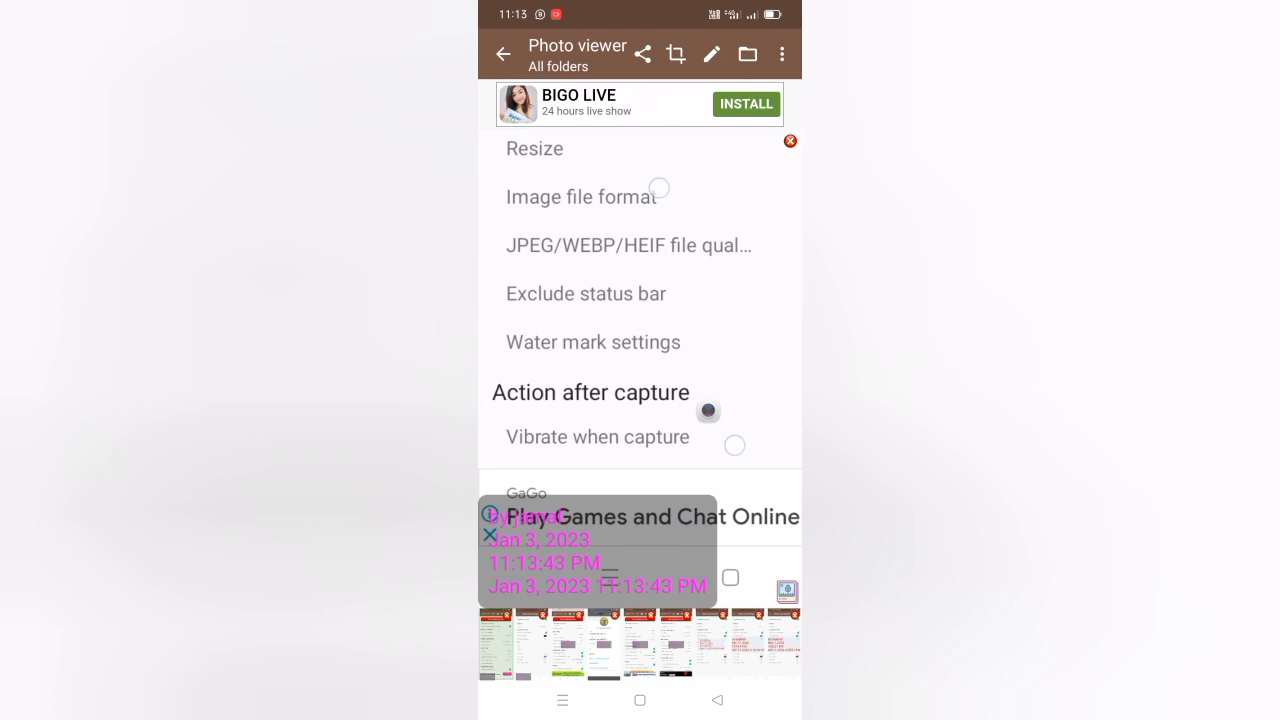 11:13
Photo viewer
All folders
BIGO LIVE
24 hours live show
INSTALL
Resize
Image file format
JPEG/WEBP/HEIF file qual...
Exclude status bar
Water mark settings
Action after capture
Vibrate when capture
GaGo
Play Games and Chat Online
by jamal
Jan 3, 2023
11:13:43 PM
Jan 3, 2023 11:13:43 PM